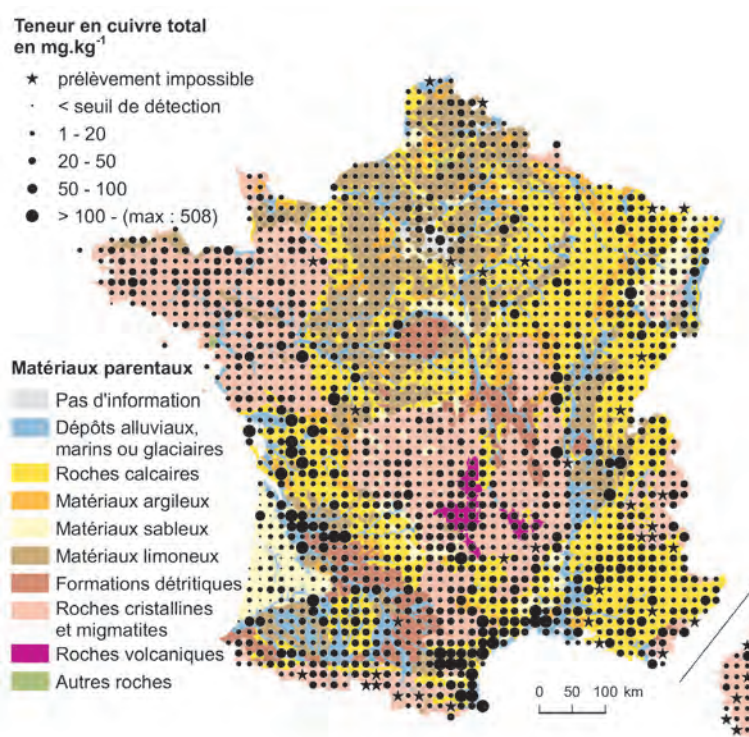 Teneur en cuivre total
en mg.kg-1
prélèvement impossible
< seuil de détection
1 - 20
20 - 50
50 - 100
> 100 - (max : 508)
Matériaux parentaux
Pas d'information
Dépôts alluviaux,
marins ou glaciaires
Roches calcaires
Matériaux argileux
Matériaux sableux
Matériaux limoneux
Formations détritiques
Roches cristallines
et migmatites
Roches volcaniques
Autres roches
0 50 100 km